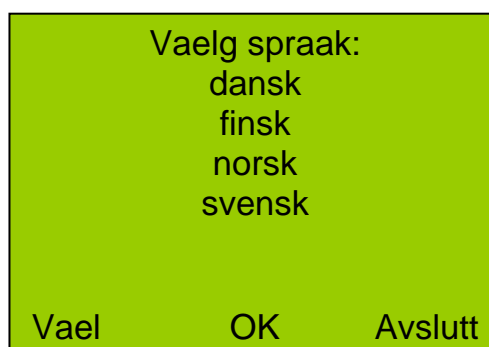 Vaelg spraak:
dansk
finsk
norsk
svensk
Vael OK Avslutt